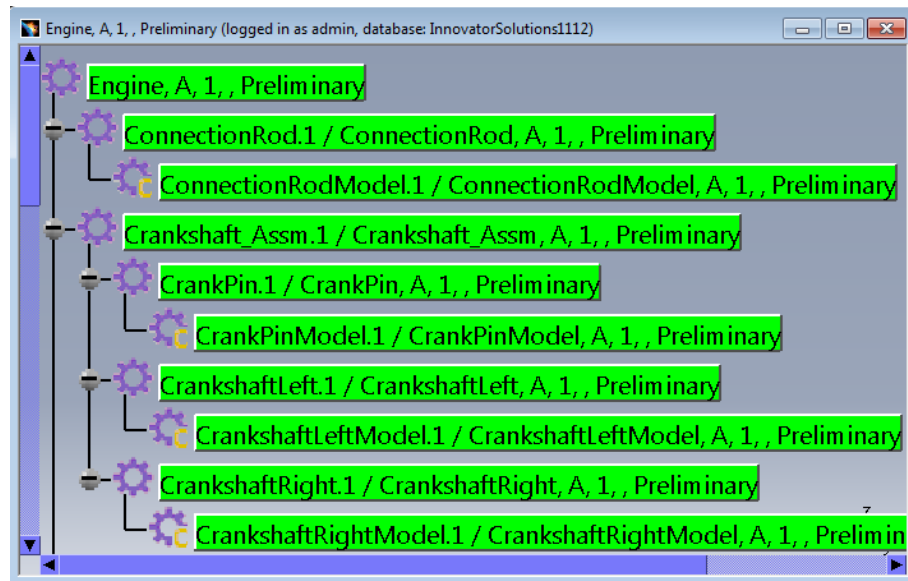 Engine, A, 1, , Preliminary (logged in as admin, database: InnovatorSolutions1112)
Engine, A, 1, , Preliminary
ConnectionRod.1 / ConnectionRod, A, 1, , Preliminary
ConnectionRodModel.1 / ConnectionRodModel, A, 1, , Preliminary
Crankshaft_Assm.1 / Crankshaft_Assm, A, 1, , Preliminary
CrankPin.1 / CrankPin, A, 1, , Preliminary
CrankPinModel.1 / CrankPinModel, A, 1, , Preliminary
CrankshaftLeft.1 / CrankshaftLeft, A, 1, , Preliminary
CrankshaftLeftModel.1 / CrankshaftLeftModel, A, 1, , Preliminary
CrankshaftRight.1 / CrankshaftRight, A, 1, , Preliminary
CrankshaftRightModel.1 / CrankshaftRightModel, A, 1, , Prelimin